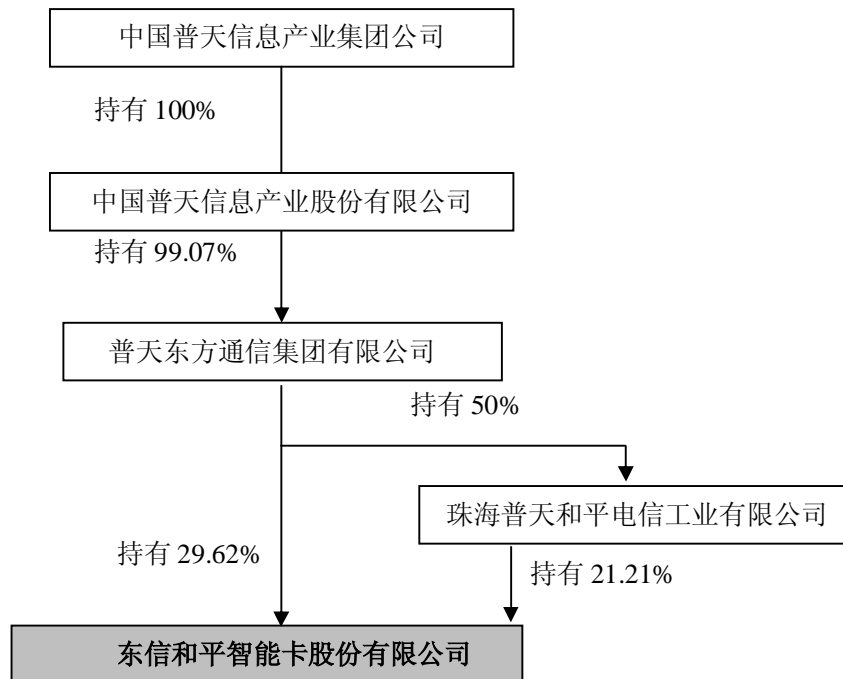 中国普天信息产业集团公司
持有 100%
中国普天信息产业股份有限公司
持有 99.07%
普天东方通信集团有限公司
持有 50%
珠海普天和平电信工业有限公司
持有 29.62%
持有 21.21%
东信和平智能卡股份有限公司